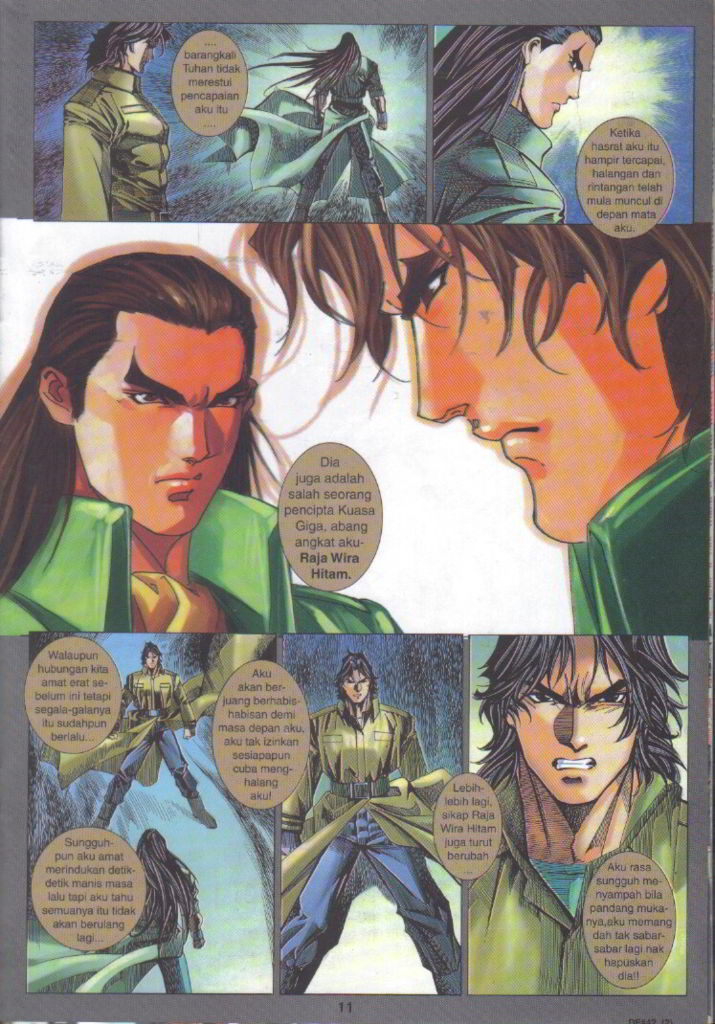 ....
barangkali
Tuhan tidak
merestui
pencapaian
aku itu
....
Ketika
hasrat aku itu
hampir tercapai,
halangan dan
rintangan telah
mula muncul di
depan mata
aku.
Dia
juga adalah
salah seorang
pencipta Kuasa
Giga, abang
angkat aku-
Raja Wira
Hitam.
Walaupun
hubungan kita
amat erat se-
belum ini tetapi
segala-galanya
itu sudahpun
berlalu...
Aku
akan ber-
juang berhabis-
habisan demi
masa depan aku,
aku tak izinkan
sesiapapun
cuba meng-
halang
aku!
Sungguh-
pun aku amat
merindukan detik-
detik manis masa
lalu tapi aku tahu
semuanya itu tidak
akan berulang
lagi...
Lebih-
lebih lagi,
sikap Raja
Wira Hitam
juga turut
berubah
....
Aku rasa
sungguh me-
nyampah bila
pandang muka-
nya,aku memang
dah tak sabar-
sabar lagi nak
hapuskan
dia!!
11